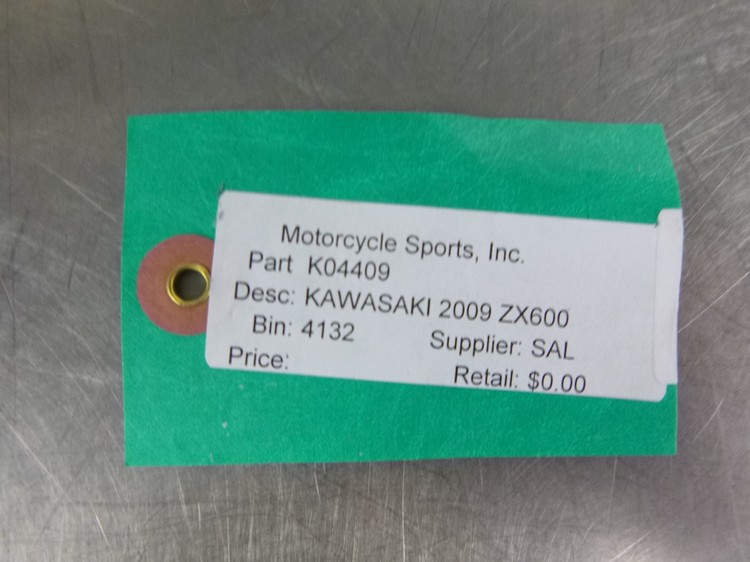 Motorcycle Sports, Inc.
Part K04409
Desc: KAWASAKI 2009 ZX600
Bin: 4132 Supplier: SAL
Price: Retail: $0.00